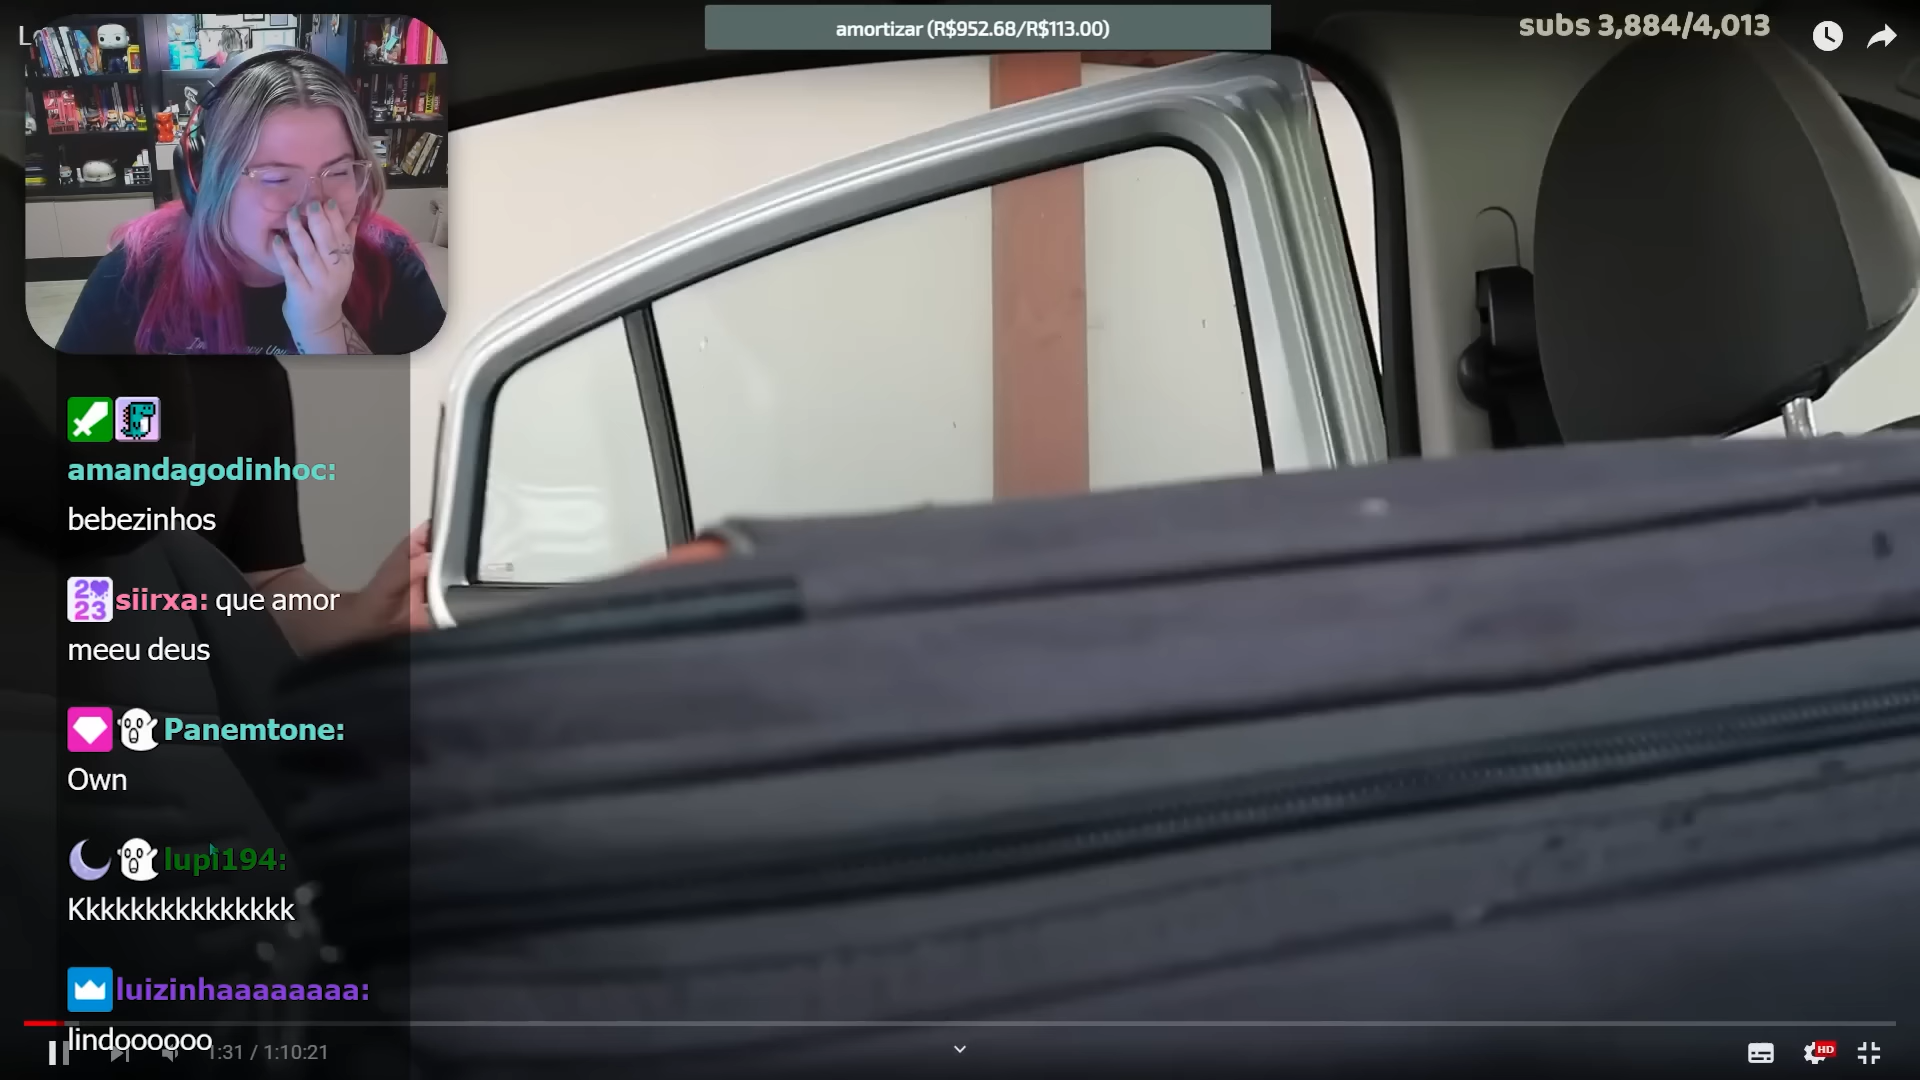 amortizar (R$952.68/R$113.00)
subs 3,884/4,013
amandagodinhoc:
bebezinhos
siirxa: que amor
meeu deus
Panemtone:
Own
lupi194:
Kkkkkkkkkkkkkkk
luizinhaaaaaaaa:
lindoooooo
1:31 / 1:10:21
HD